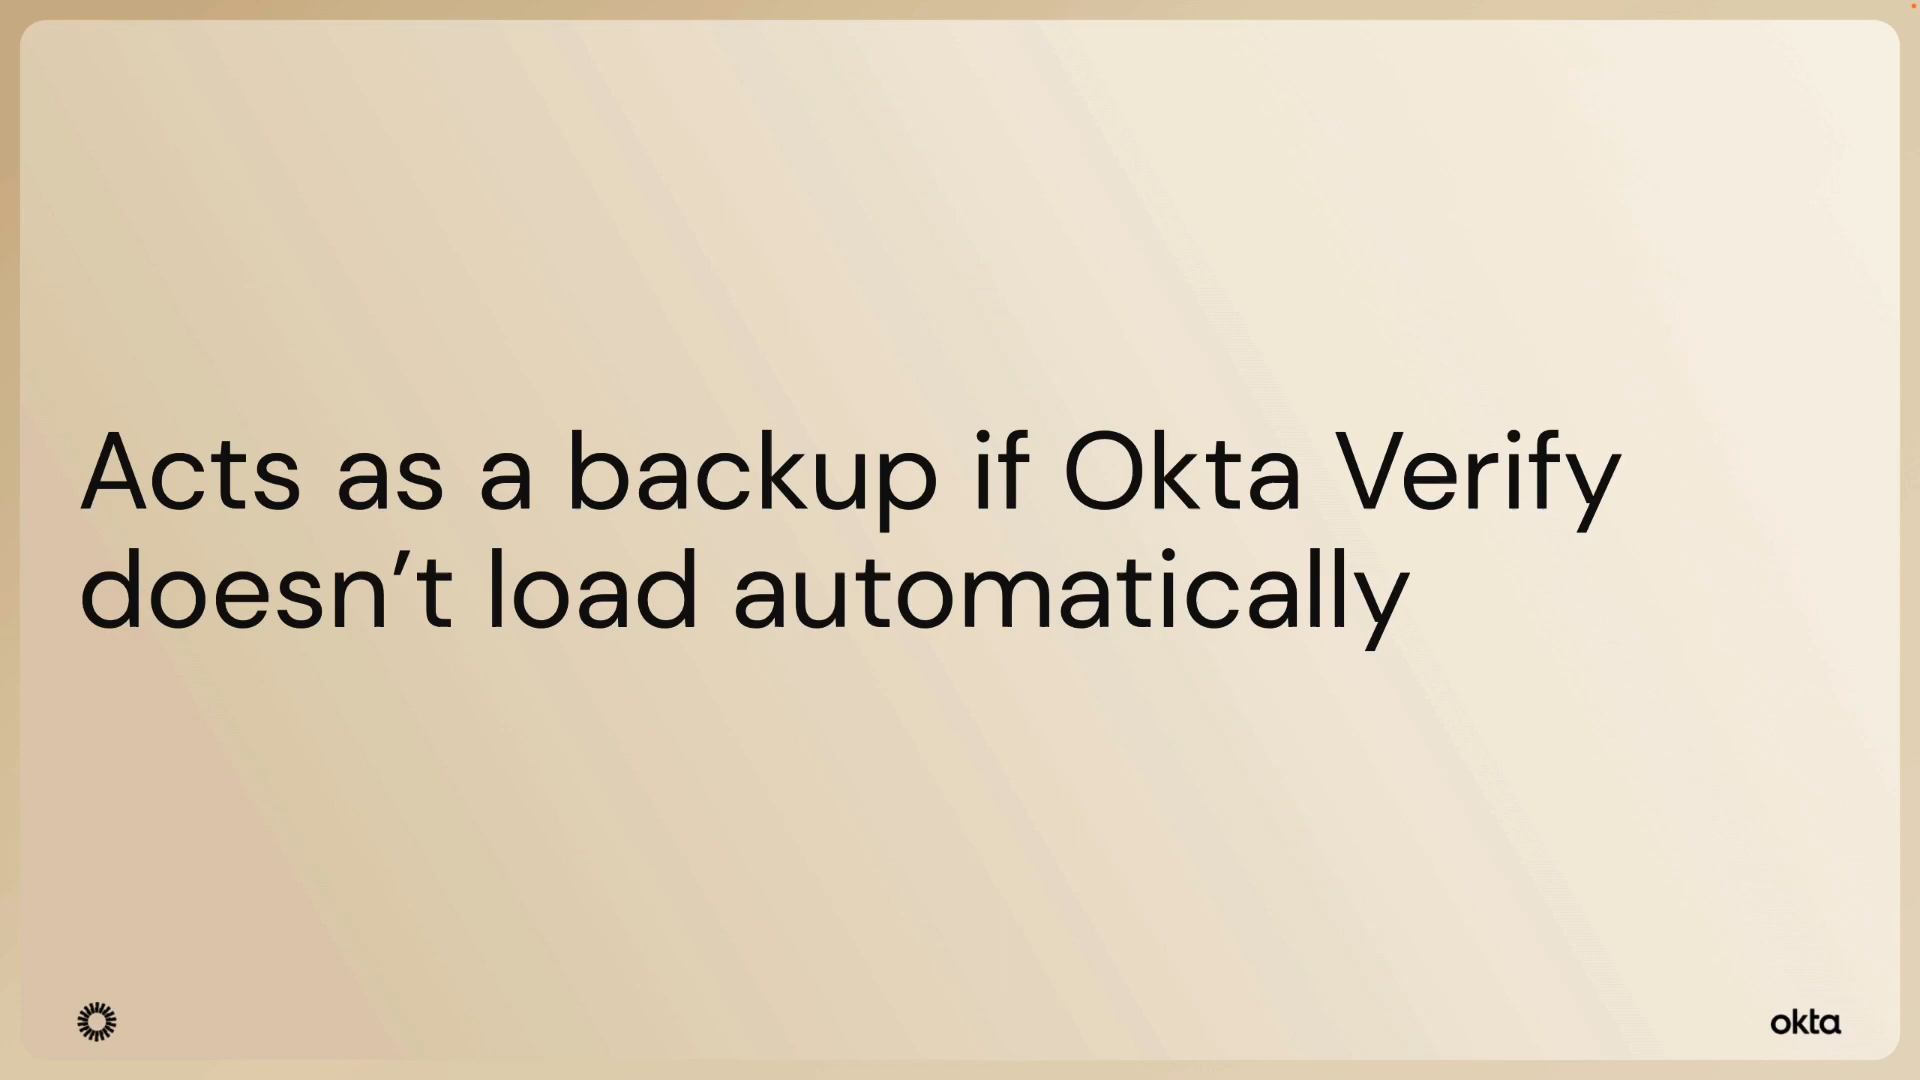 Acts as a backup if Okta Verify
doesn’t load automatically
okta